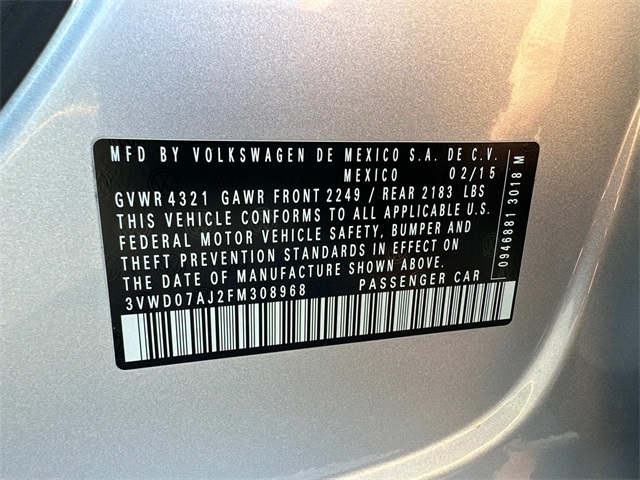 MFD BY VOLKSWAGEN DE MEXICO S.A. DE C.V.
MEXICO 02/15
GVWR 4321 GAWR FRONT 2249 / REAR 2183 LBS
THIS VEHICLE CONFORMS TO ALL APPLICABLE U.S.
FEDERAL MOTOR VEHICLE SAFETY, BUMPER AND
THEFT PREVENTION STANDARDS IN EFFECT ON
THE DATE OF MANUFACTURE SHOWN ABOVE.
3VWD07AJ2FM308968 PASSENGER CAR
0946881 3018 M